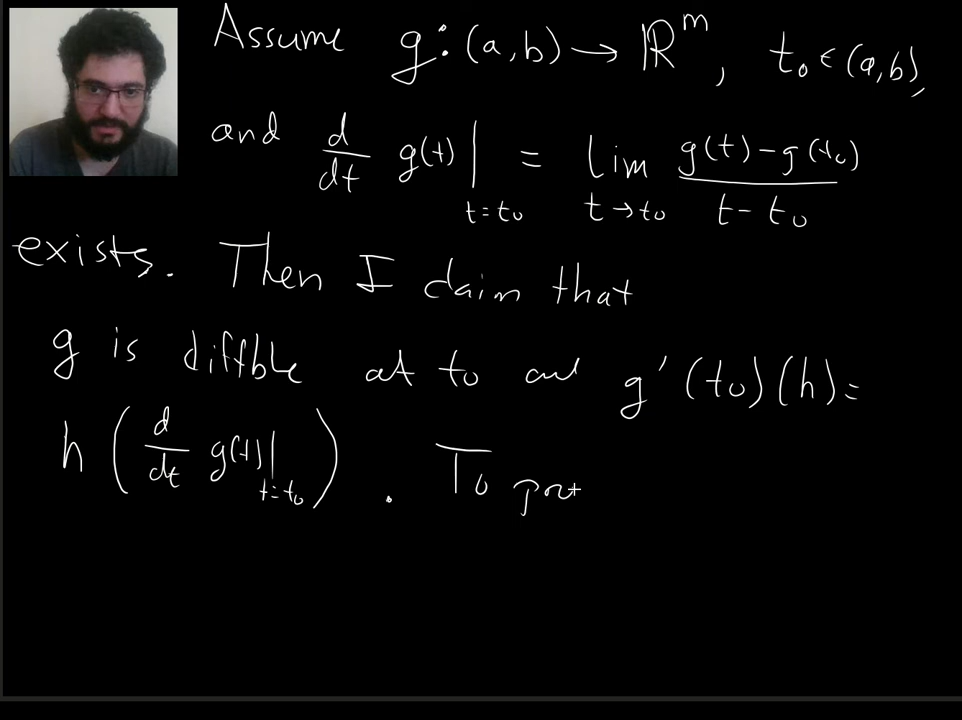 Assume g: (a,b) → ℝᵐ, t₀ ∈ (a,b),
and d/dt g(t)|_{t=t₀} = lim_{t→t₀} (g(t) - g(t₀))/(t - t₀)
exists. Then I claim that
g is diffble at t₀ and g'(t₀)(h) =
h (d/dt g(t)|_{t=t₀}). To